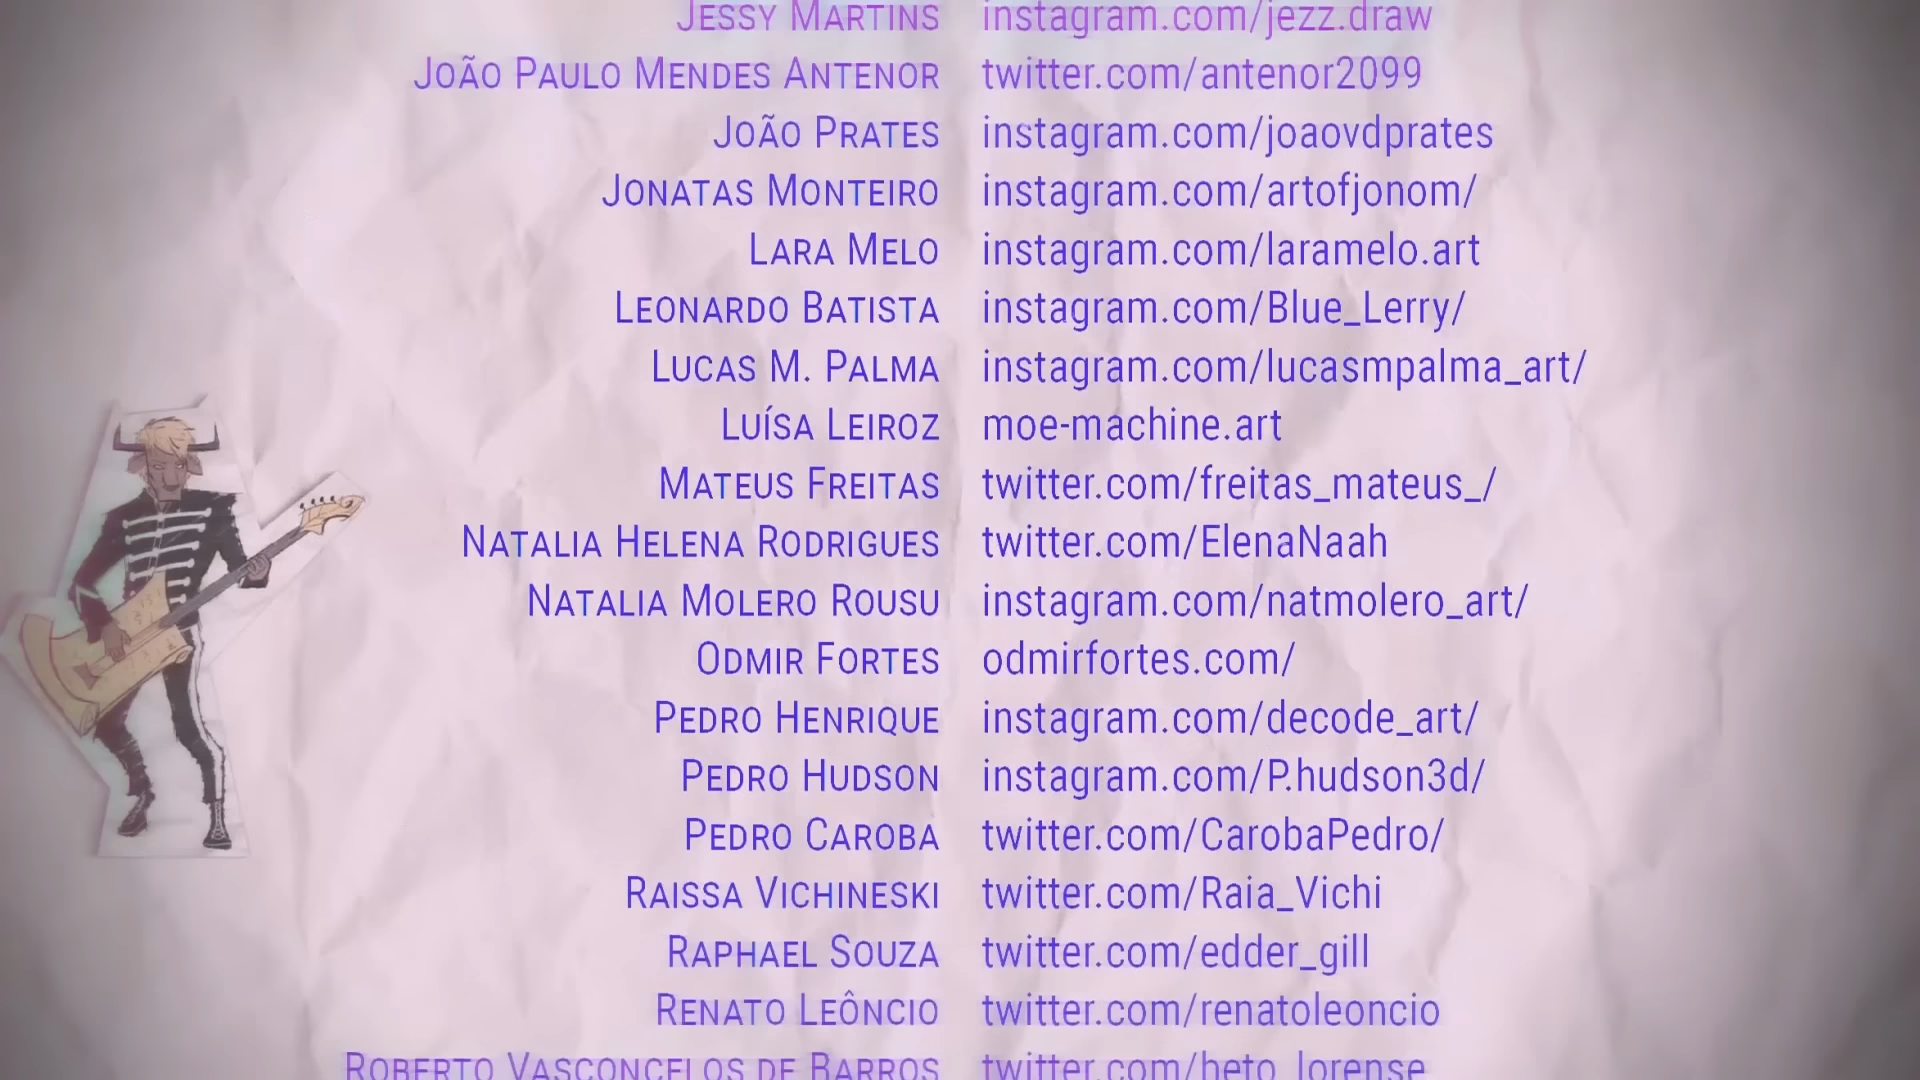 Jessy Martins instagram.com/jezz.draw
João Paulo Mendes Antenor twitter.com/antenor2099
João Prates instagram.com/joaovdprates
Jonatas Monteiro instagram.com/artofjonom/
Lara Melo instagram.com/laramelo.art
Leonardo Batista instagram.com/Blue_Lerry/
Lucas M. Palma instagram.com/lucasmpalma_art/
Luísa Leiroz moe-machine.art
Mateus Freitas twitter.com/freitas_mateus_/
Natalia Helena Rodrigues twitter.com/ElenaNaah
Natalia Molero Rousu instagram.com/natmolero_art/
Odmir Fortes odmirfortes.com/
Pedro Henrique instagram.com/decode_art/
Pedro Hudson instagram.com/P.hudson3d/
Pedro Caroba twitter.com/CarobaPedro/
Raissa Vichineski twitter.com/Raia_Vichi
Raphael Souza twitter.com/edder_gill
Renato Leôncio twitter.com/renatoleoncio
Roberto Vasconcelos de Barros twitter.com/heto_lorense